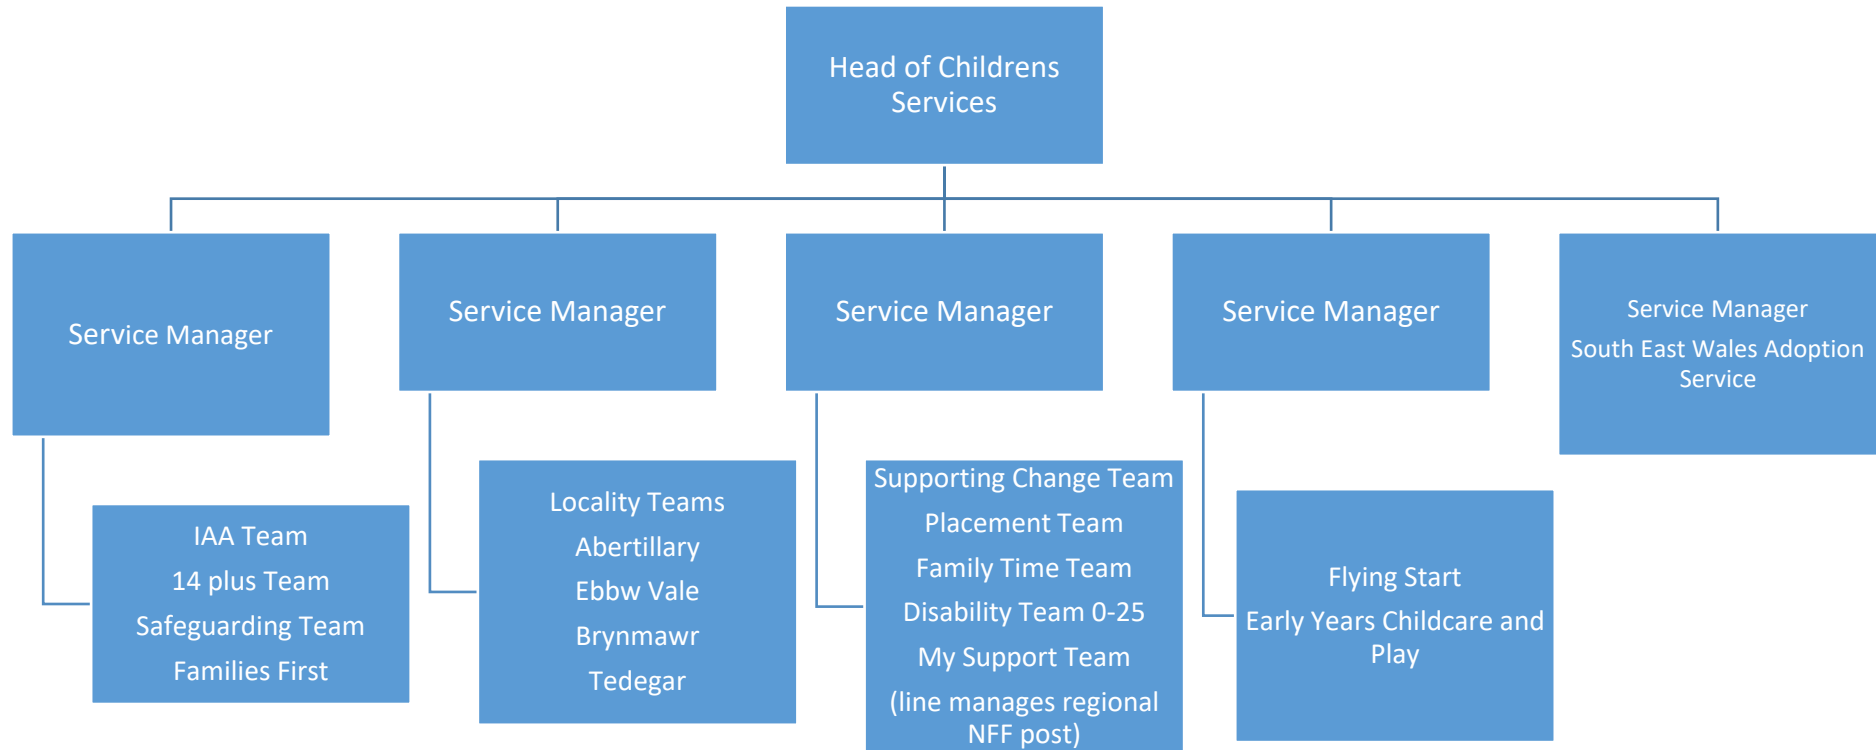 Head of Childrens
Services
Service Manager
Service Manager
Service Manager
Service Manager
Service Manager
South East Wales Adoption
Service
IAA Team
14 plus Team
Safeguarding Team
Families First
Locality Teams
Abertillary
Ebbw Vale
Brynmawr
Tedegar
Supporting Change Team
Placement Team
Family Time Team
Disability Team 0-25
My Support Team
(line manages regional
NFF post)
Flying Start
Early Years Childcare and
Play